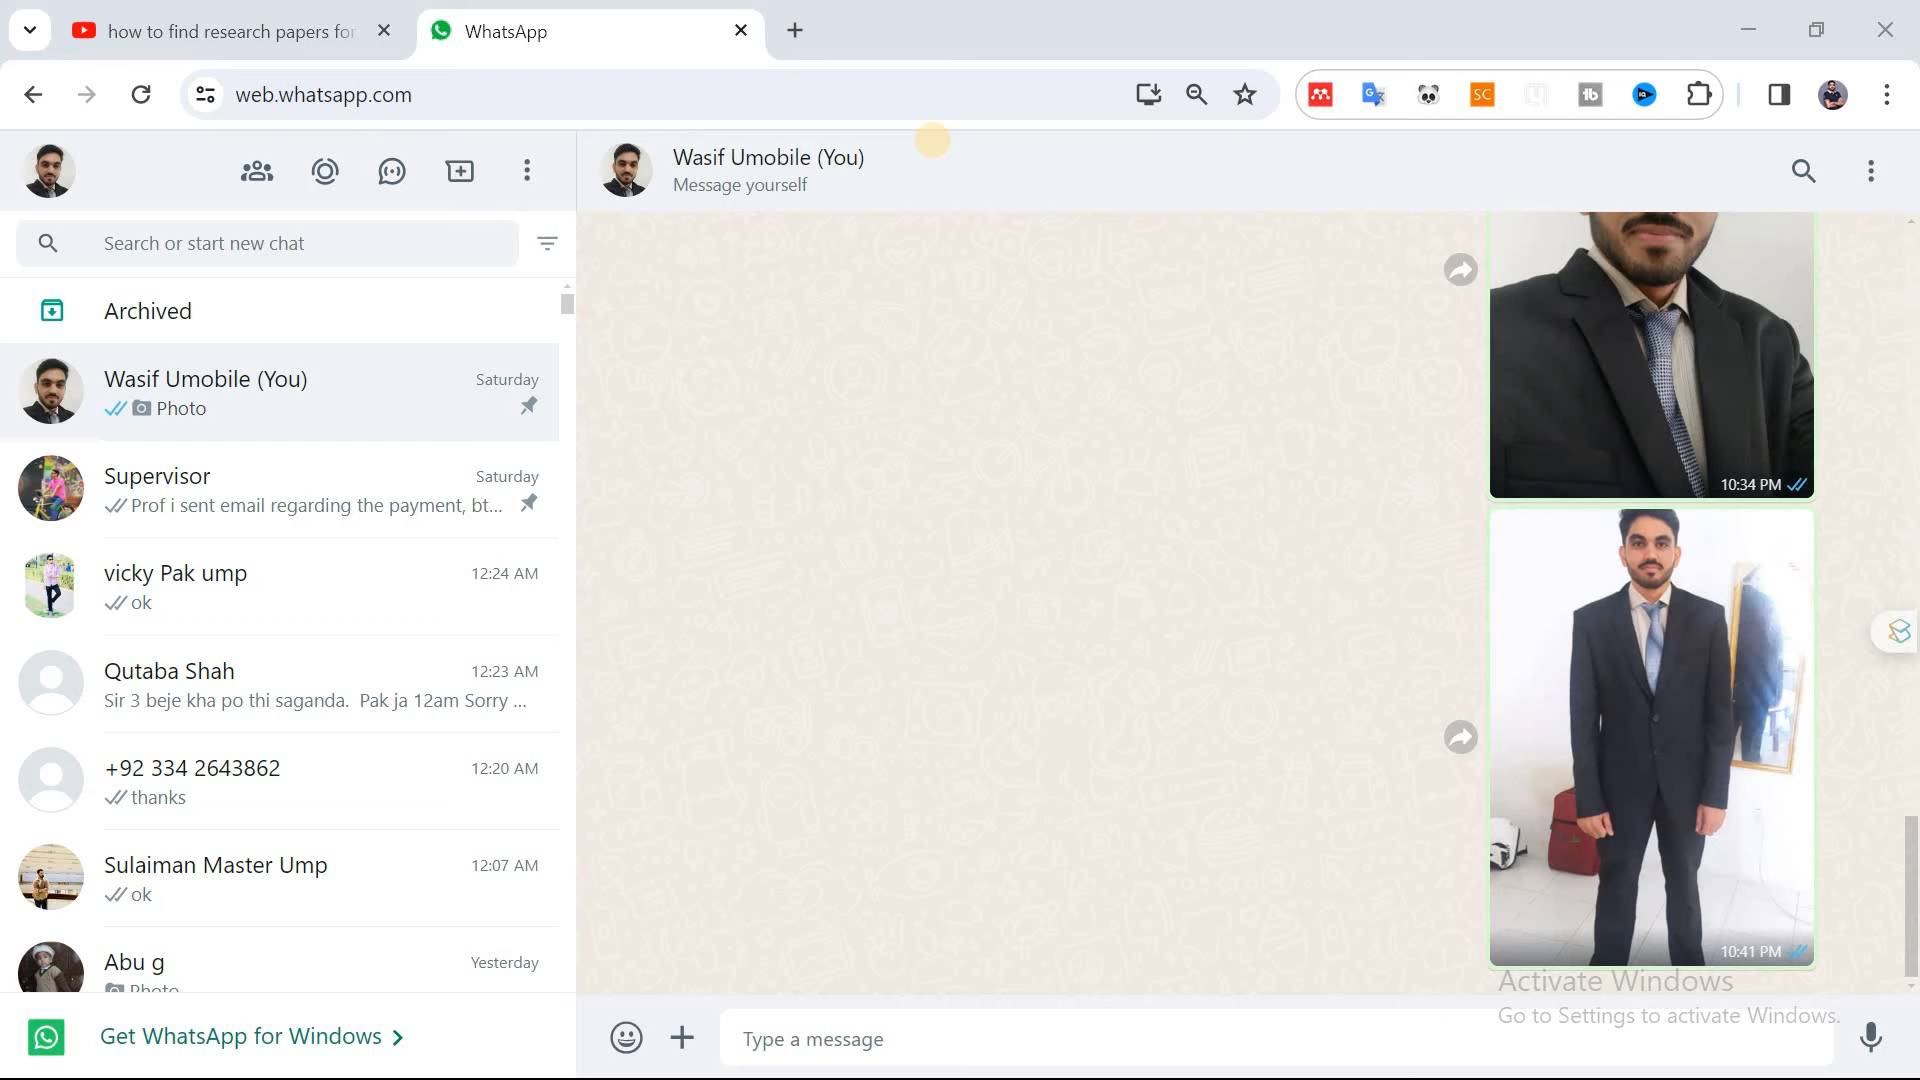 how to find research papers for
WhatsApp
web.whatsapp.com
SC
Wasif Umobile (You)
Message yourself
Search or start new chat
Archived
Wasif Umobile (You)
Saturday
Photo
Supervisor
Saturday
Prof i sent email regarding the payment, bt...
vicky Pak ump
12:24 AM
ok
Qutaba Shah
12:23 AM
Sir 3 beje kha po thi saganda. Pak ja 12am Sorry ...
+92 334 2643862
12:20 AM
thanks
Sulaiman Master Ump
12:07 AM
ok
Abu g
Yesterday
Photo
Get WhatsApp for Windows
10:34 PM
10:41 PM
Activate Windows
Go to Settings to activate Windows.
Type a message